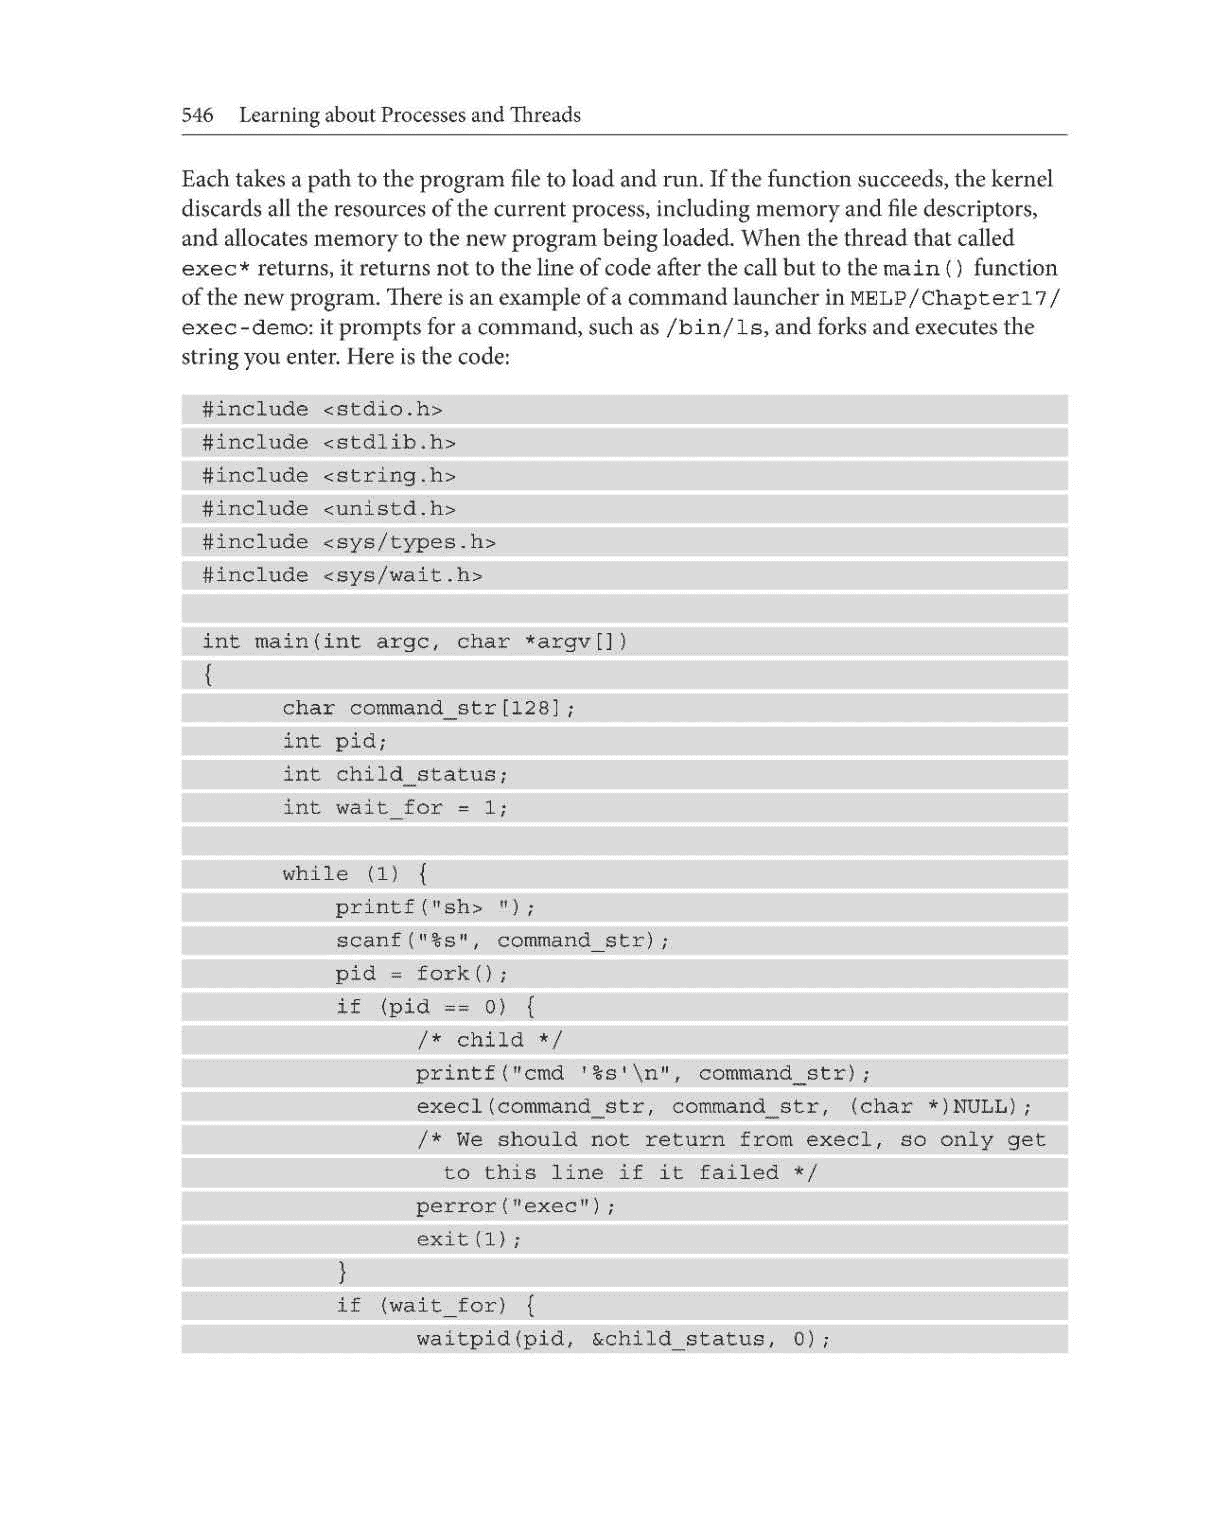 546 Learning about Processes and Threads
Each takes a path to the program file to load and run. If the function succeeds, the kernel
discards all the resources of the current process, including memory and file descriptors,
and allocates memory to the new program being loaded. When the thread that called
exec* returns, it returns not to the line of code after the call but to the main() function
of the new program. There is an example of a command launcher in MELP/Chapter17/
exec-demo: it prompts for a command, such as /bin/ls, and forks and executes the
string you enter. Here is the code:
#include <stdio.h>
#include <stdlib.h>
#include <string.h>
#include <unistd.h>
#include <sys/types.h>
#include <sys/wait.h>
int main(int argc, char *argv[])
{
char command_str[128];
int pid;
int child_status;
int wait_for = 1;
while (1) {
printf("sh> ");
scanf("%s", command_str);
pid = fork();
if (pid == 0) {
/* child */
printf("cmd '%s'\n", command_str);
execl(command_str, command_str, (char *)NULL);
/* We should not return from execl, so only get
to this line if it failed */
perror("exec");
exit(1);
}
if (wait_for) {
waitpid(pid, &child_status, 0);